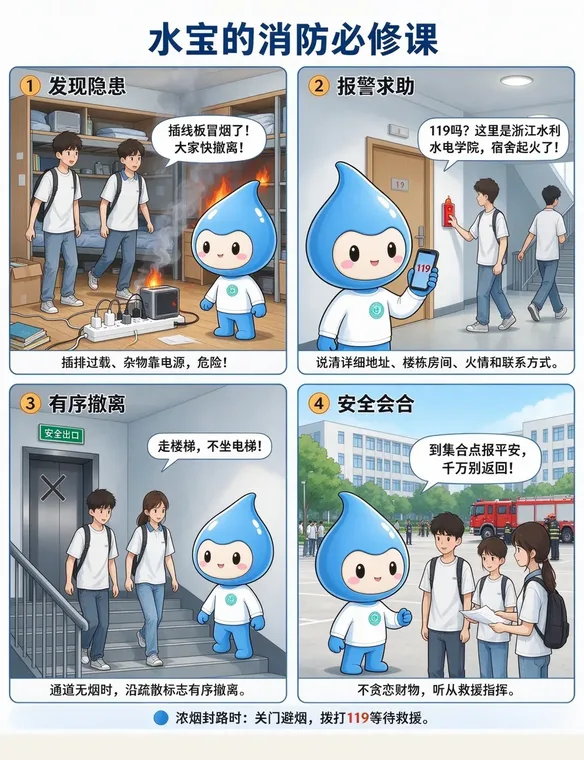 水宝的消防必修课
1 发现隐患
插线板冒烟了！
大家快撤离！
插排过载、杂物靠电源，危险！
2 报警求助
119吗？这里是浙江水利
水电学院，宿舍起火了！
119
说清详细地址、楼栋房间、火情和联系方式。
3 有序撤离
安全出口
走楼梯，不坐电梯！
通道无烟时，沿疏散标志有序撤离。
4 安全会合
到集合点报平安，
千万别返回！
不贪恋财物，听从救援指挥。
浓烟封路时：关门避烟，拨打119等待救援。